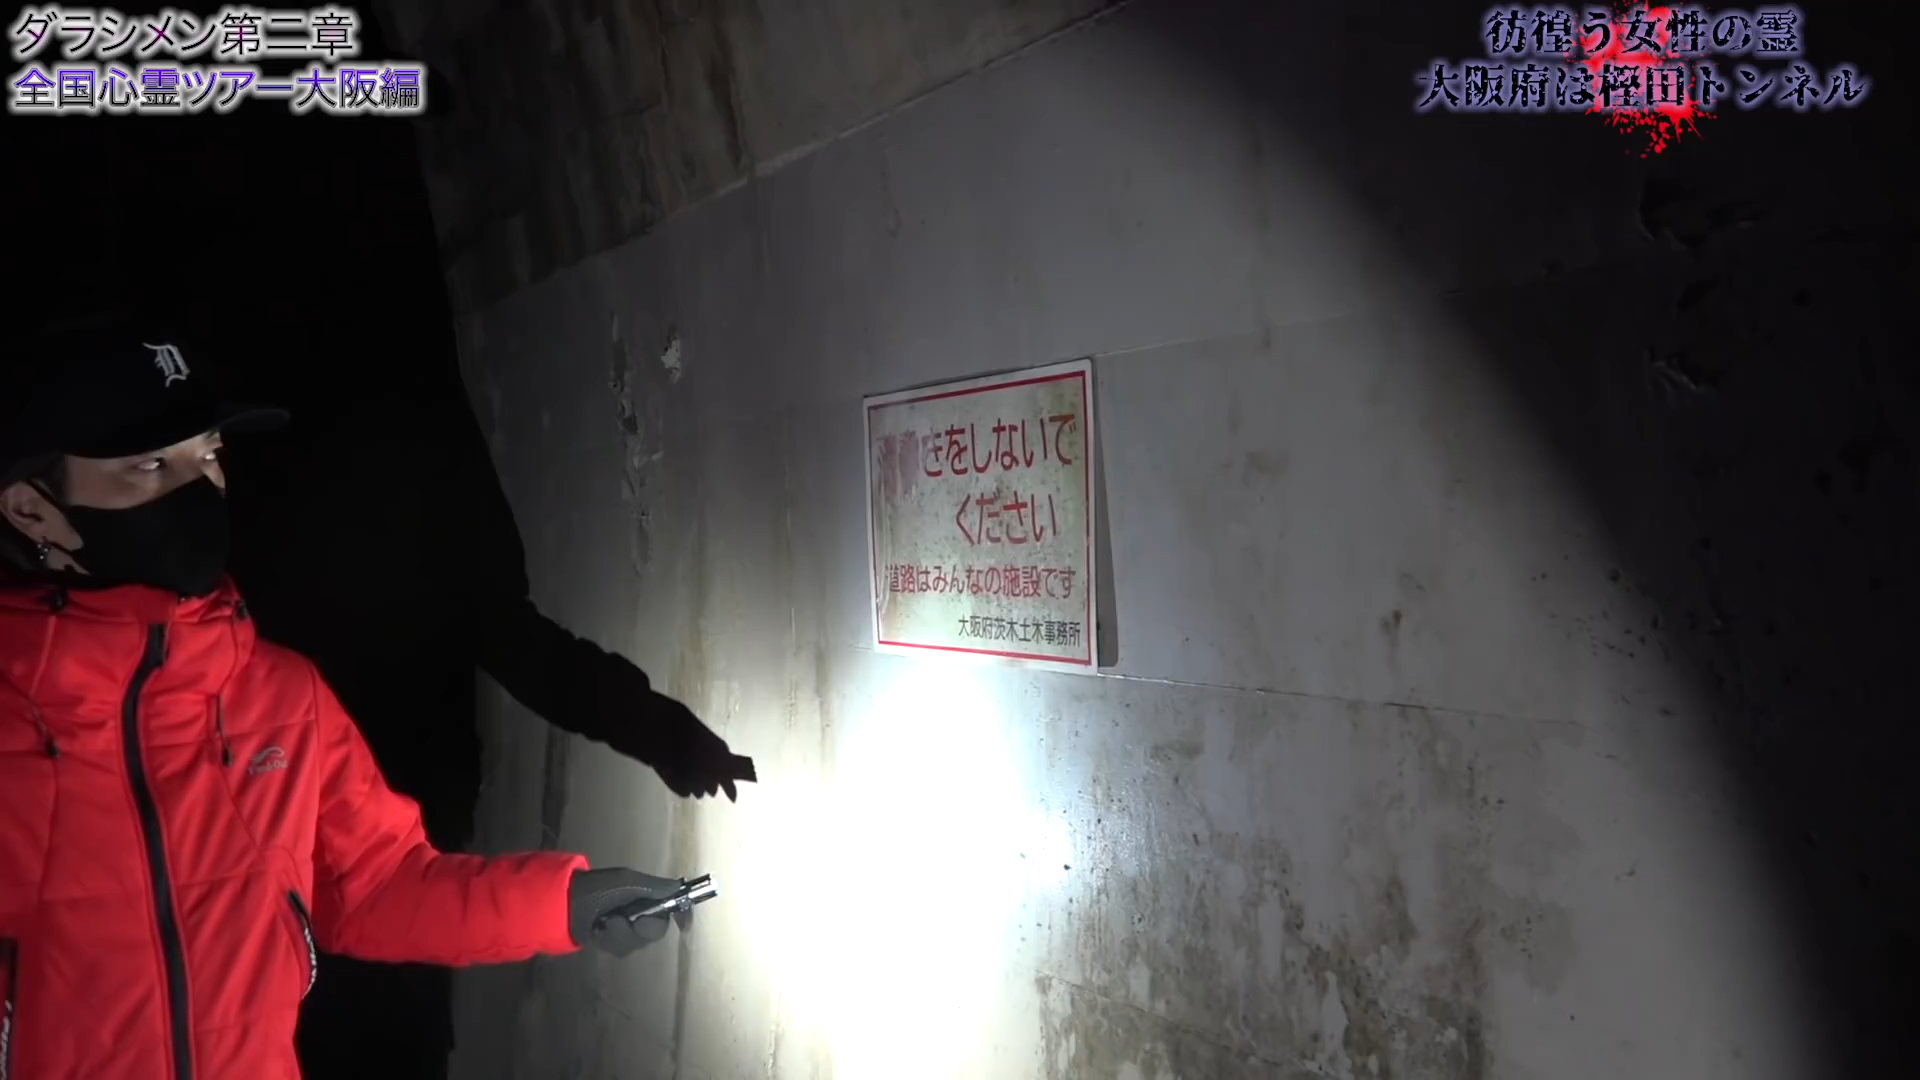 ダラシメン第二章
全国心霊ツアー大阪編
彷徨う女性の霊
大阪府は樫田トンネル
D
きをしないで
ください
道路はみんなの施設です
大阪府茨木土木事務所